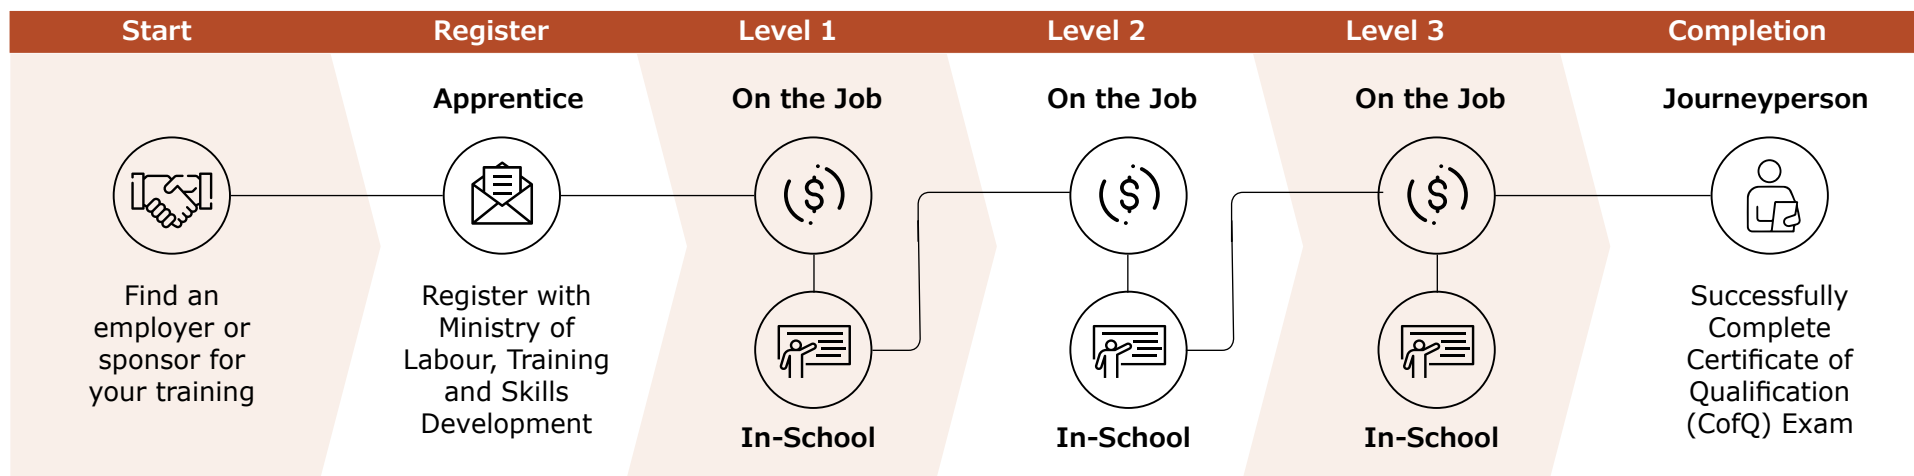 Start
Register
Level 1
Level 2
Level 3
Completion
Find an
employer or
sponsor for
your training
Apprentice
Register with
Ministry of
Labour, Training
and Skills
Development
On the Job
$
In-School
On the Job
$
In-School
On the Job
$
In-School
Journeyperson
Successfully
Complete
Certificate of
Qualification
(CofQ) Exam